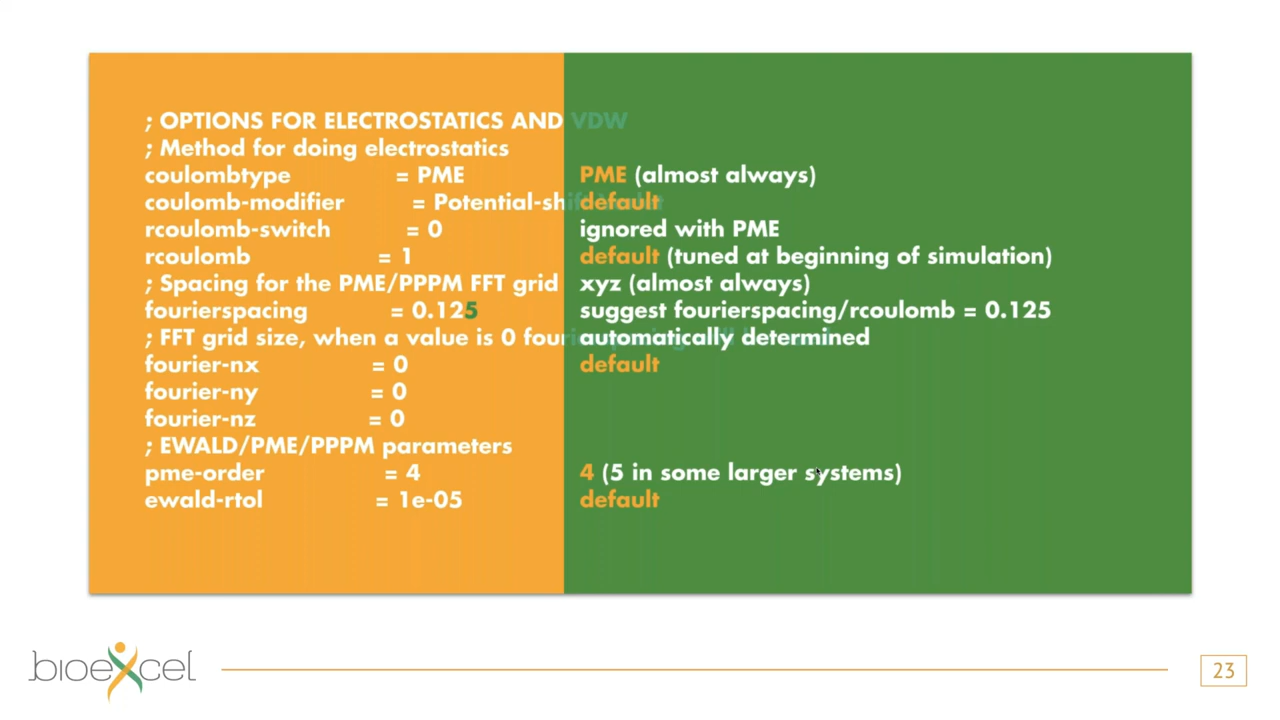 ; OPTIONS FOR ELECTROSTATICS AND VDW
; Method for doing electrostatics
coulombtype = PME PME (almost always)
coulomb-modifier = Potential-shift default
rcoulomb-switch = 0 ignored with PME
rcoulomb = 1 default (tuned at beginning of simulation)
; Spacing for the PME/PPPM FFT grid xyz (almost always)
fourierspacing = 0.125 suggest fourierspacing/rcoulomb = 0.125
; FFT grid size, when a value is 0 automatically determined
fourier-nx = 0 default
fourier-ny = 0
fourier-nz = 0
; EWALD/PME/PPPM parameters
pme-order = 4 4 (5 in some larger systems)
ewald-rtol = 1e-05 default
bioexcel
23